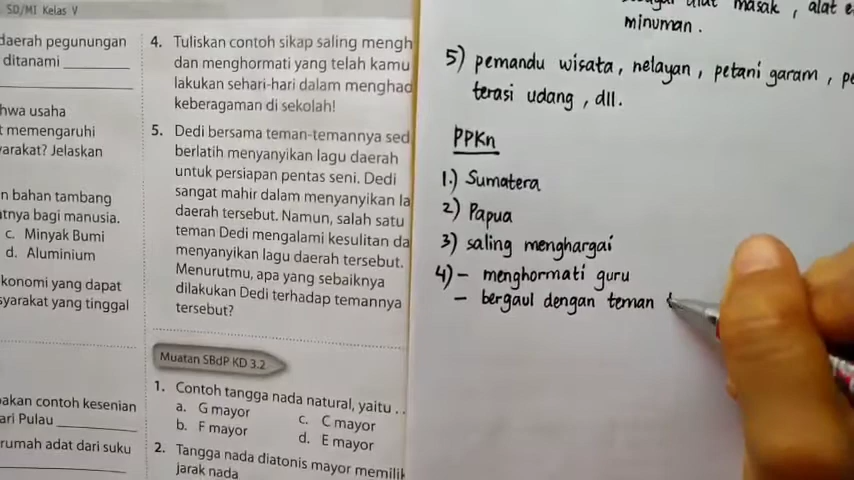 SD/MI Kelas V
daerah pegunungan
ditanami
hwa usaha
t memengaruhi
varakat? Jelaskan
n bahan tambang
atnya bagi manusia.
c. Minyak Bumi
d. Aluminium
konomi yang dapat
syarakat yang tinggal
pakan contoh kesenian
ari Pulau
rumah adat dari suku
4. Tuliskan contoh sikap saling mengh
dan menghormati yang telah kamu
lakukan sehari-hari dalam menghad
keberagaman di sekolah!
5. Dedi bersama teman-temannya sed
berlatih menyanyikan lagu daerah
untuk persiapan pentas seni. Dedi
sangat mahir dalam menyanyikan la
daerah tersebut. Namun, salah satu
teman Dedi mengalami kesulitan da
menyanyikan lagu daerah tersebut.
Menurutmu, apa yang sebaiknya
dilakukan Dedi terhadap temannya
tersebut?
Muatan SBdP KD 3.2
1. Contoh tangga nada natural, yaitu . .
a. G mayor
b. F mayor
c. C mayor
d. E mayor
2. Tangga nada diatonis mayor memilik
jarak nada
alat masak, alat
minuman.
5) pemandu wisata, nelayan, petani garam, pe
terasi udang, dll.
PPKn
1.) Sumatera
2) Papua
3) saling menghargai
4) - menghormati guru
- bergaul dengan teman